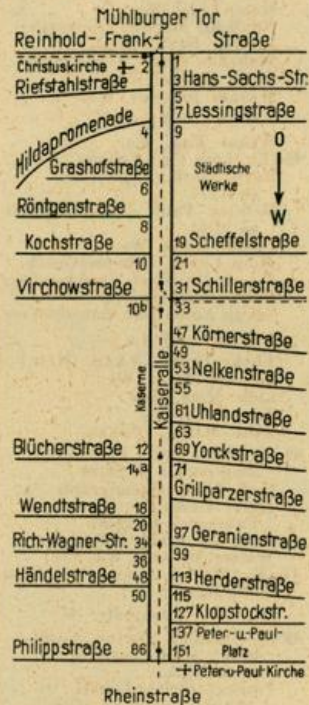 Mühlburger Tor
Reinhold-Frank- Straße
Christuskirche 2 1
3 Hans-Sachs-Str.
Riefstahlstraße
5
7 Lessingstraße
Hildapromenade 4 9
O
Städtische
Werke
Grashofstraße
W
6
Röntgenstraße
8
Kochstraße 19 Scheffelstraße
10 21
Virchowstraße 31 Schillerstraße
10b 33
Kaiserallee
47 Körnerstraße
49
Kaserne 53 Nelkenstraße
55
61 Uhlandstraße
63
Blücherstraße 12 69 Yorckstraße
14a 71
Grillparzerstraße
Wendtstraße 18
20
Rich.-Wagner-Str. 34 97 Geranienstraße
36 99
Händelstraße 48 113 Herderstraße
50 115
127 Klopstockstr.
137 Peter-u.-Paul-
Platz
Philippstraße 86 151
Peter-u-Paul Kirche
Rheinstraße